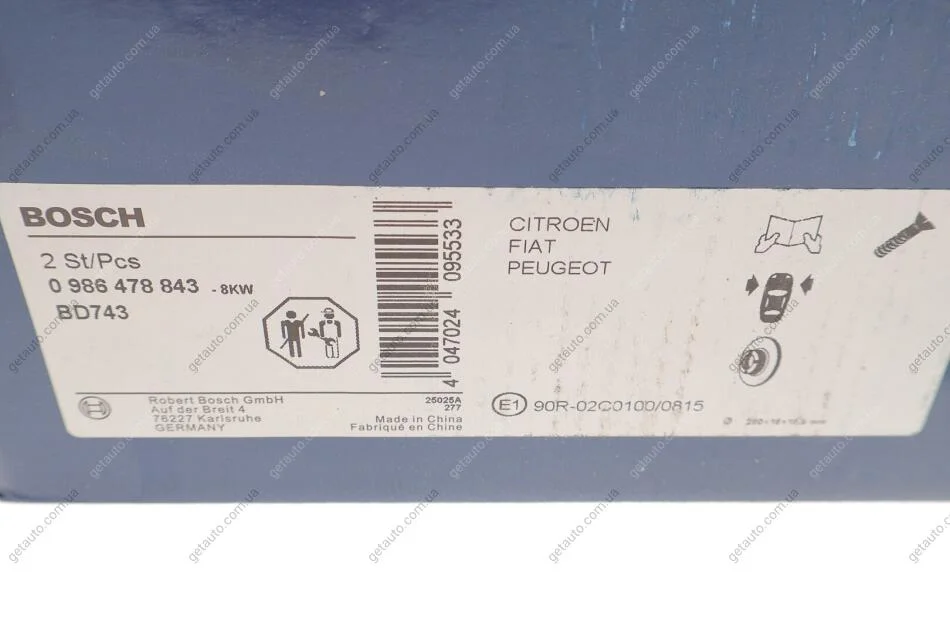 BOSCH
2 St/Pcs
0 986 478 843 - 8KW
BD743
4 047024 095533
Robert Bosch GmbH
Auf der Breit 4
76227 Karlsruhe
GERMANY
25025A
277
Made in China
Fabriqué en Chine
CITROEN
FIAT
PEUGEOT
E1 90R-02C0100/0815
getauto.com.ua